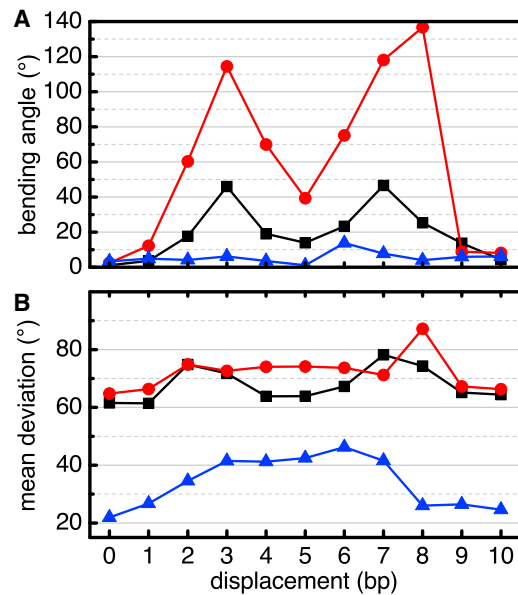 A
bending angle (°)
140
120
100
80
60
40
20
0
B
mean deviation (°)
80
60
40
20
0 1 2 3 4 5 6 7 8 9 10
displacement (bp)